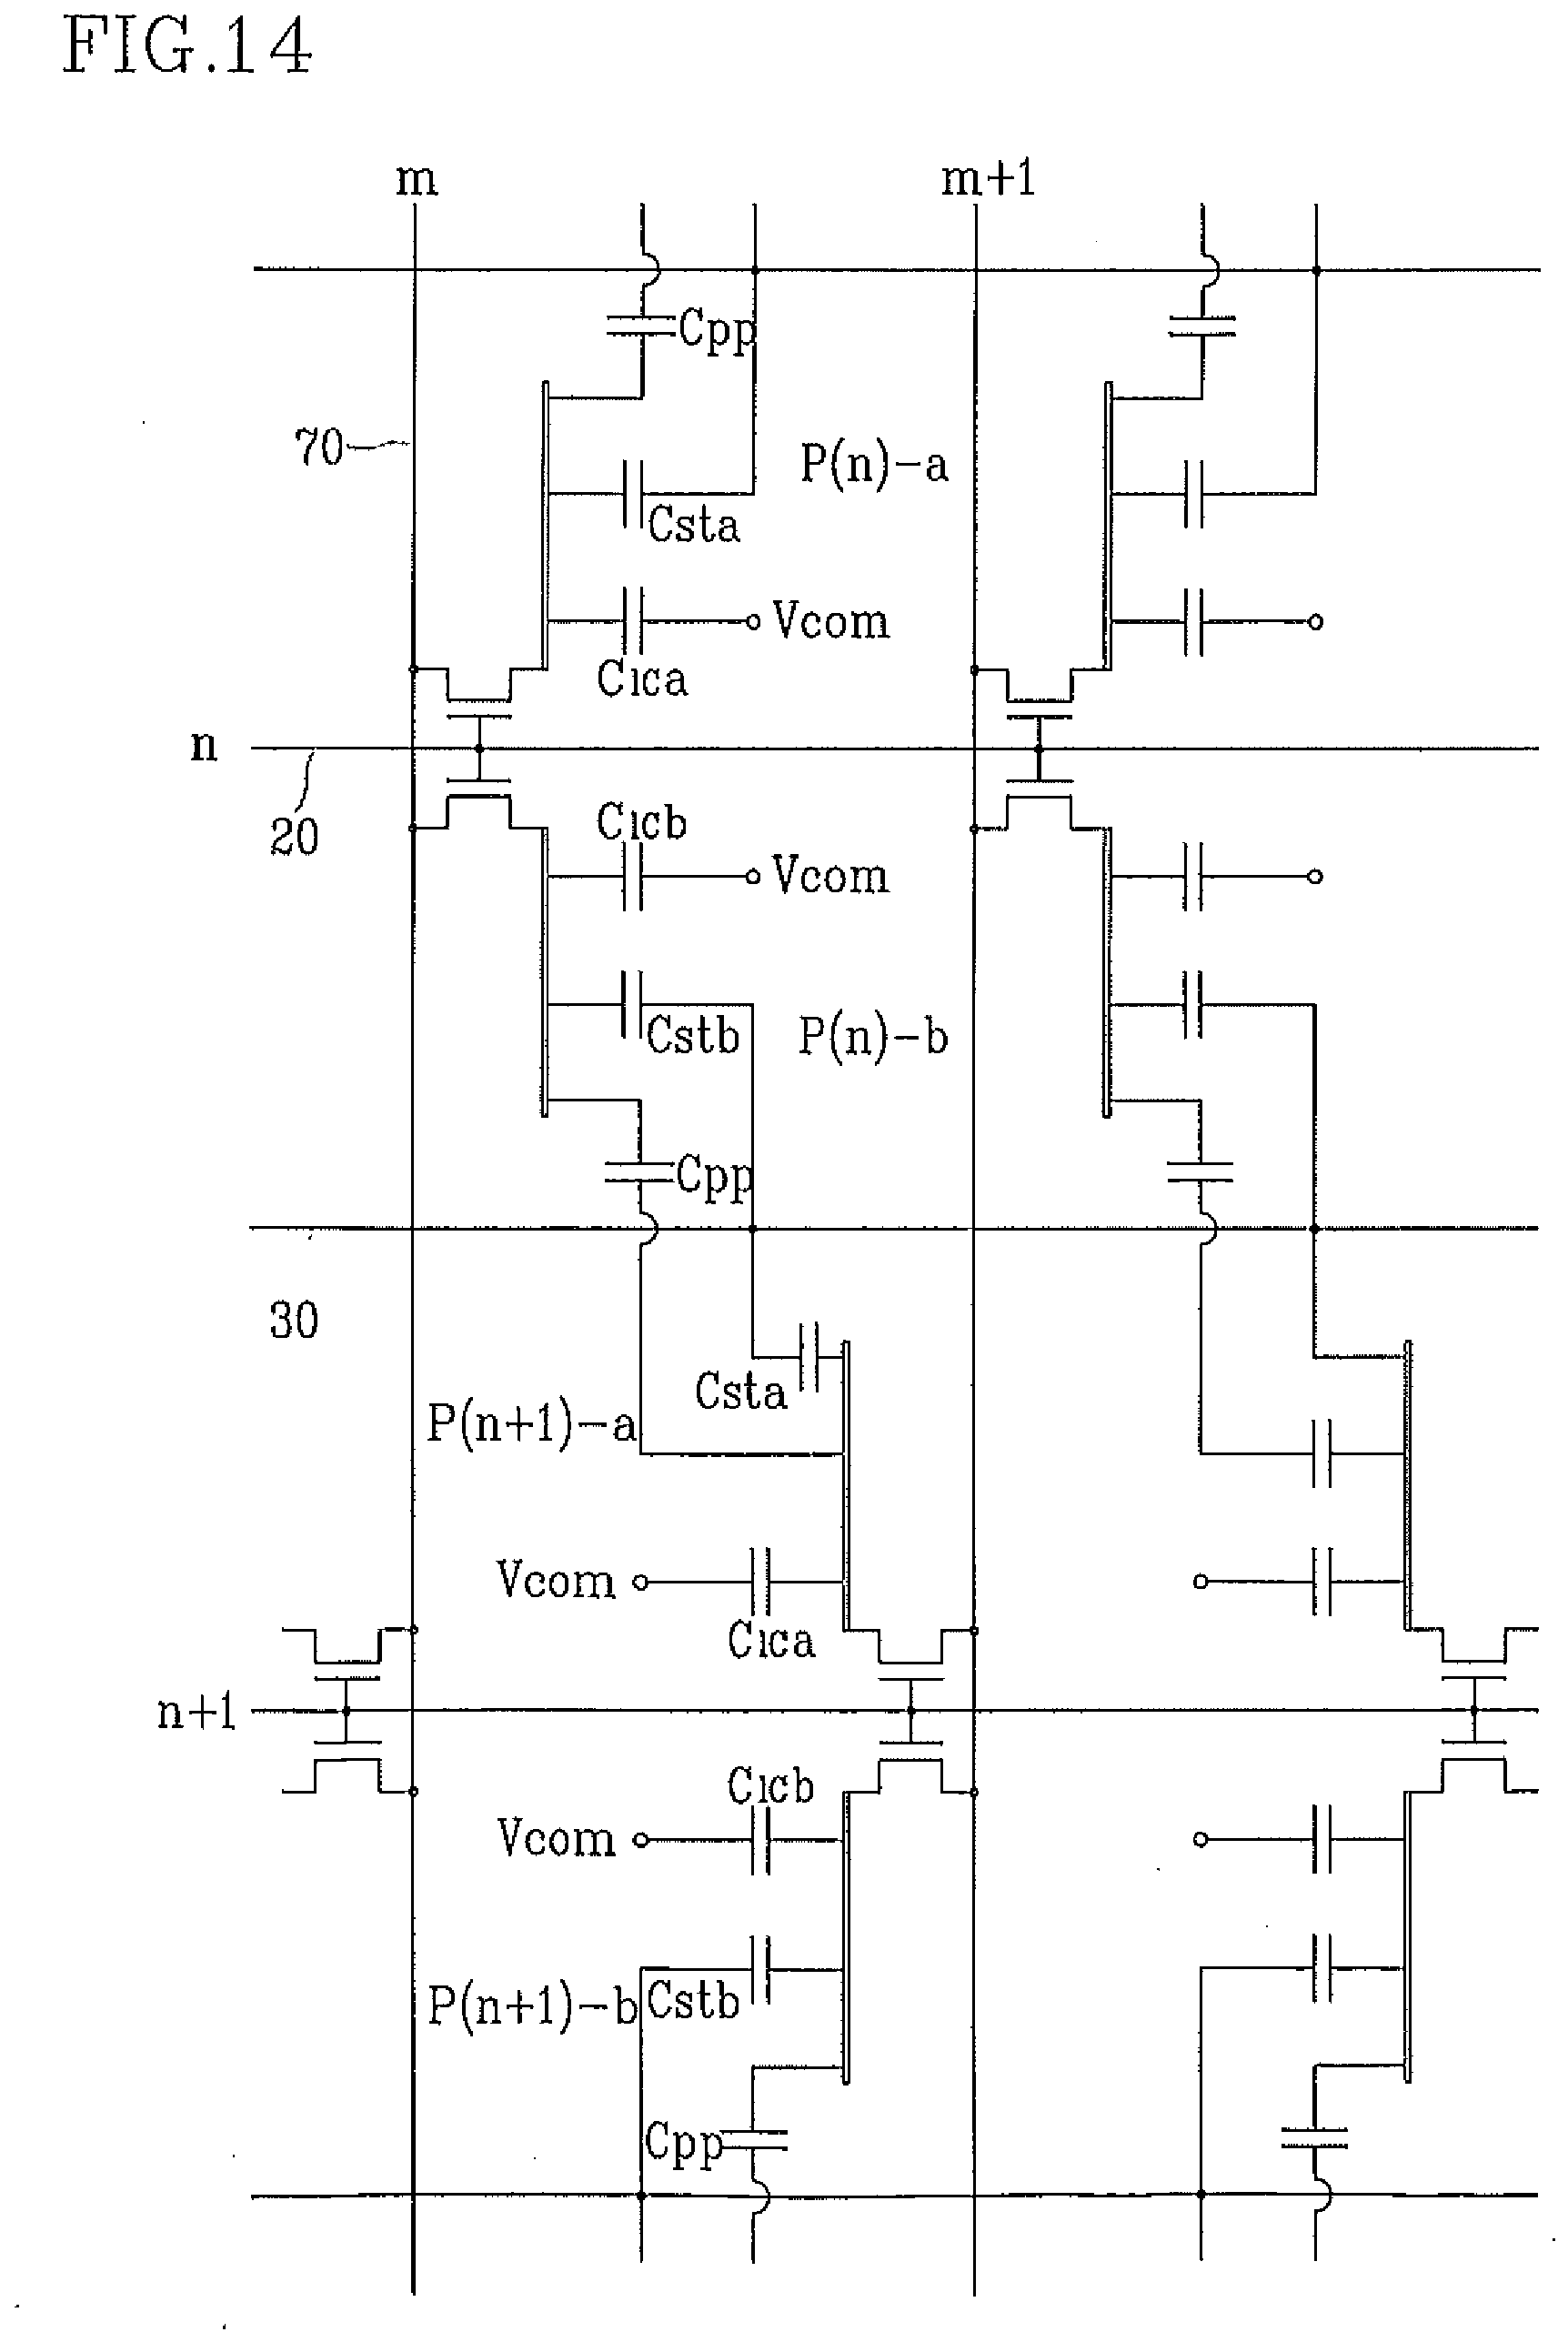 FIG.14
m
m+1
Cpp
70
P(n)-a
Csta
Vcom
Clca
n
20
Clcb
Vcom
Cstb
P(n)-b
Cpp
30
Csta
P(n+1)-a
Vcom
Clca
n+1
Clcb
Vcom
P(n+1)-b
Cstb
Cpp